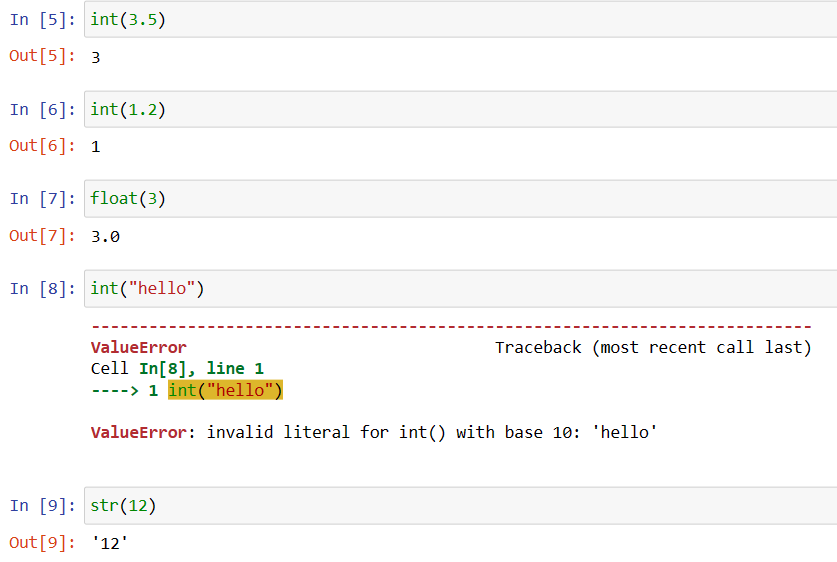 In [5]: int(3.5)
Out[5]: 3
In [6]: int(1.2)
Out[6]: 1
In [7]: float(3)
Out[7]: 3.0
In [8]: int("hello")
---------------------------------------------------------------------------
ValueError                                Traceback (most recent call last)
Cell In[8], line 1
----> 1 int("hello")
ValueError: invalid literal for int() with base 10: 'hello'
In [9]: str(12)
Out[9]: '12'